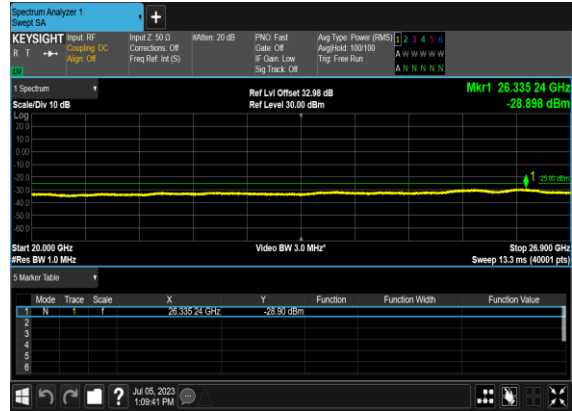 Spectrum Analyzer 1
Swept SA
+
KEYSIGHT Input: RF Input Z: 50 Ω #Atten: 20 dB PNO: Fast Avg Type: Power (RMS) 1 2 3 4 5 6
R T Coupling: DC Corrections: Off Gate: Off Avg|Hold: 100/100 A W W W W W
Align: Off Freq Ref: Int (S) IF Gain: Low Trig: Free Run
Sig Track: Off A N N N N N
1 Spectrum Ref Lvl Offset 32.98 dB Mkr1 26.335 24 GHz
Scale/Div 10 dB Ref Level 30.00 dBm -28.898 dBm
Log
20.0
10.0
0.00
-10.0
-20.0
1 -25.00 dBm
-30.0
-40.0
-50.0
-60.0
Start 20.000 GHz Video BW 3.0 MHz* Stop 26.900 GHz
#Res BW 1.0 MHz Sweep 13.3 ms (40001 pts)
5 Marker Table
Mode Trace Scale X Y Function Function Width Function Value
1 N 1 f 26.335 24 GHz -28.90 dBm
2
3
4
5
6
? Jul 05, 2023
1:09:41 PM